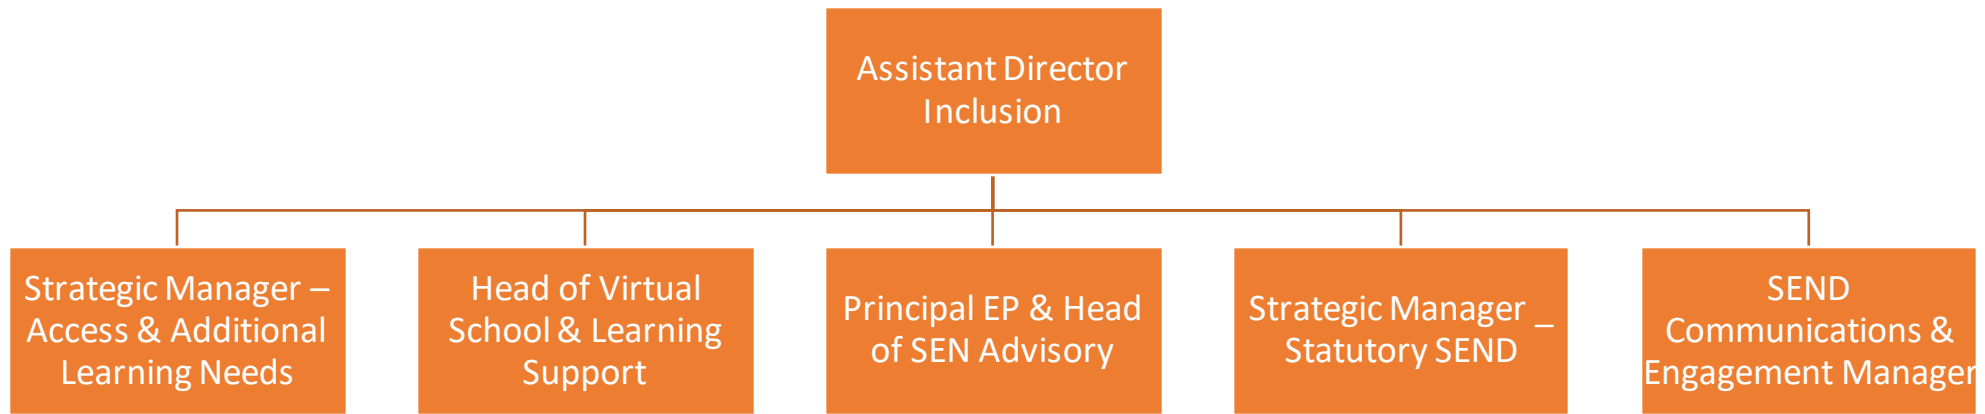 Assistant Director
Inclusion
Strategic Manager –
Access & Additional
Learning Needs
Head of Virtual
School & Learning
Support
Principal EP & Head
of SEN Advisory
Strategic Manager _
Statutory SEND
SEND
Communications &
Engagement Manager